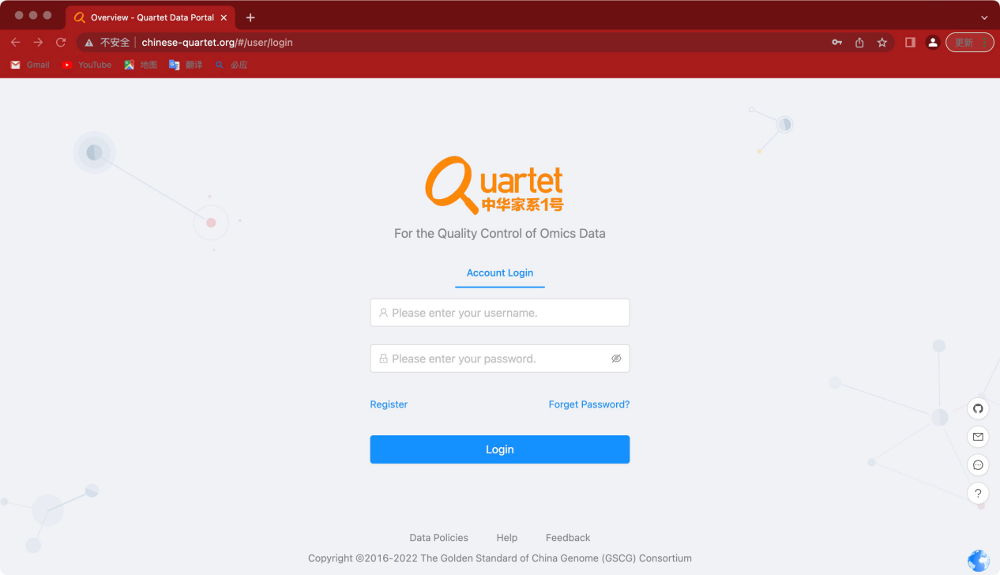 Overview - Quartet Data Portal
不安全 chinese-quartet.org/#/user/login 更新
Gmail YouTube 地图 翻译 必应
Quartet
中华家系1号
For the Quality Control of Omics Data
Account Login
Please enter your username.
Please enter your password.
Register Forget Password?
Login
Data Policies Help Feedback
Copyright ©2016-2022 The Golden Standard of China Genome (GSCG) Consortium